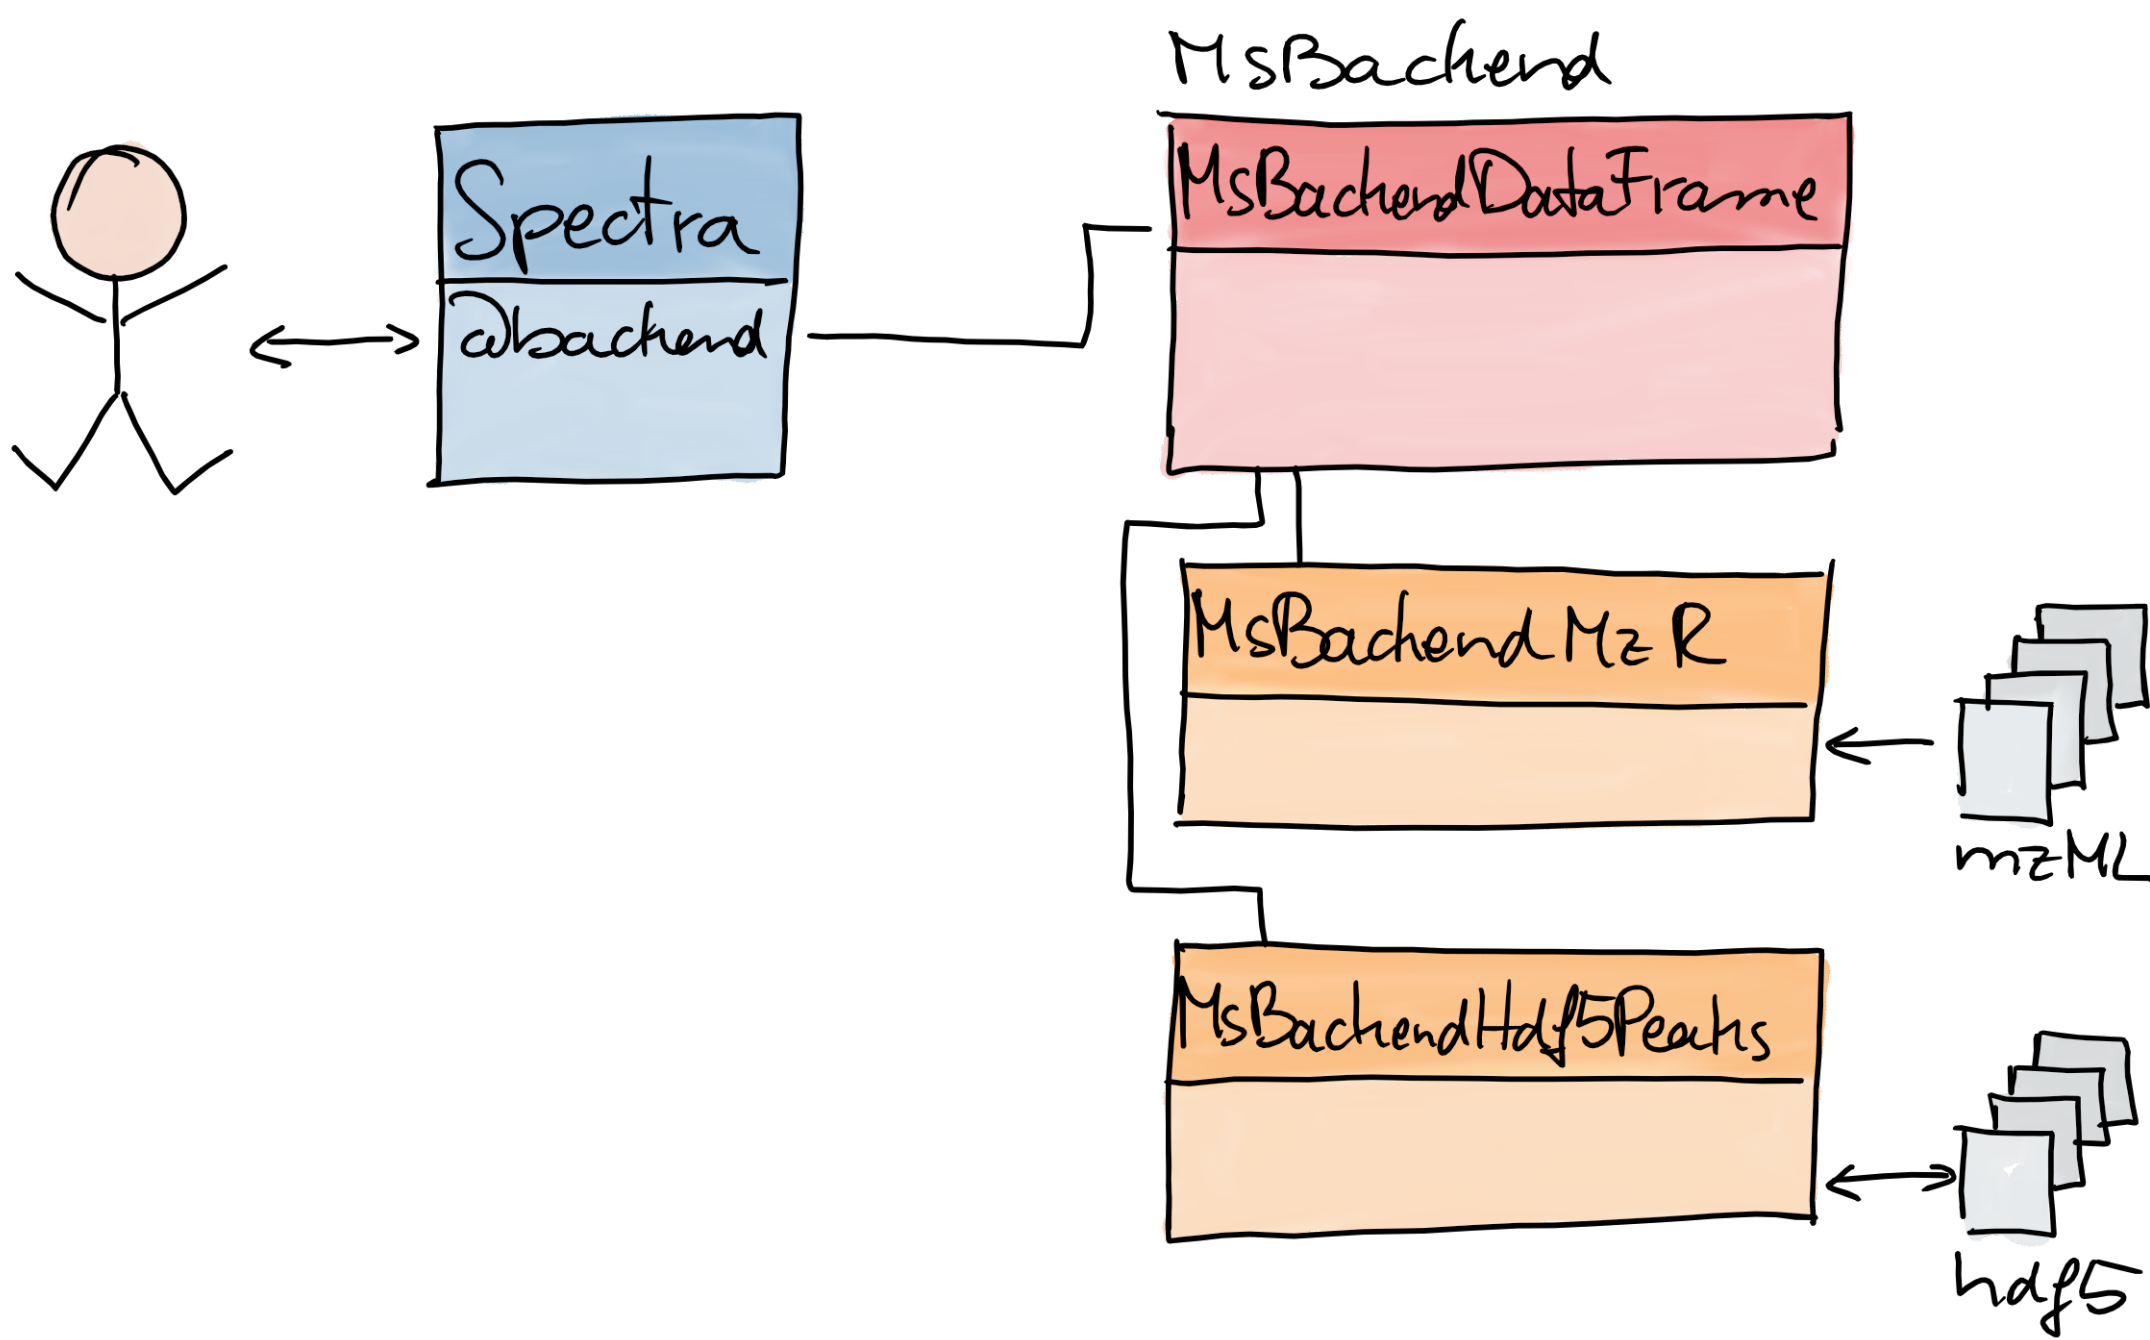 MsBackend
Spectra
@backend
MsBackendDataFrame
MsBackendMzR
mzML
MsBackendHdf5Peaks
hdf5